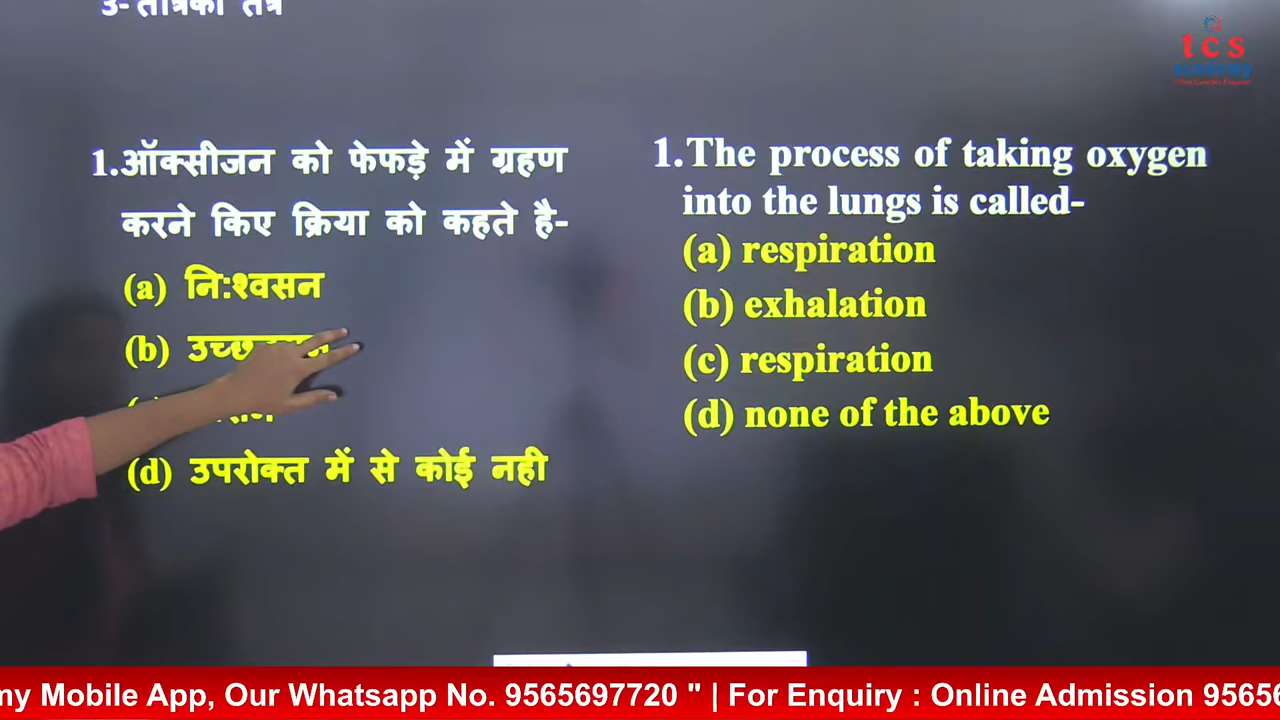 1.ऑक्सीजन को फेफड़े में ग्रहण
करने किए क्रिया को कहते है-
(a) नि:श्वसन
(b)
(d) उपरोक्त में से कोई नही
1.The process of taking oxygen
into the lungs is called-
(a) respiration
(b) exhalation
(c) respiration
(d) none of the above
tcs
academy
my Mobile App, Our Whatsapp No. 9565697720 " | For Enquiry : Online Admission 9565